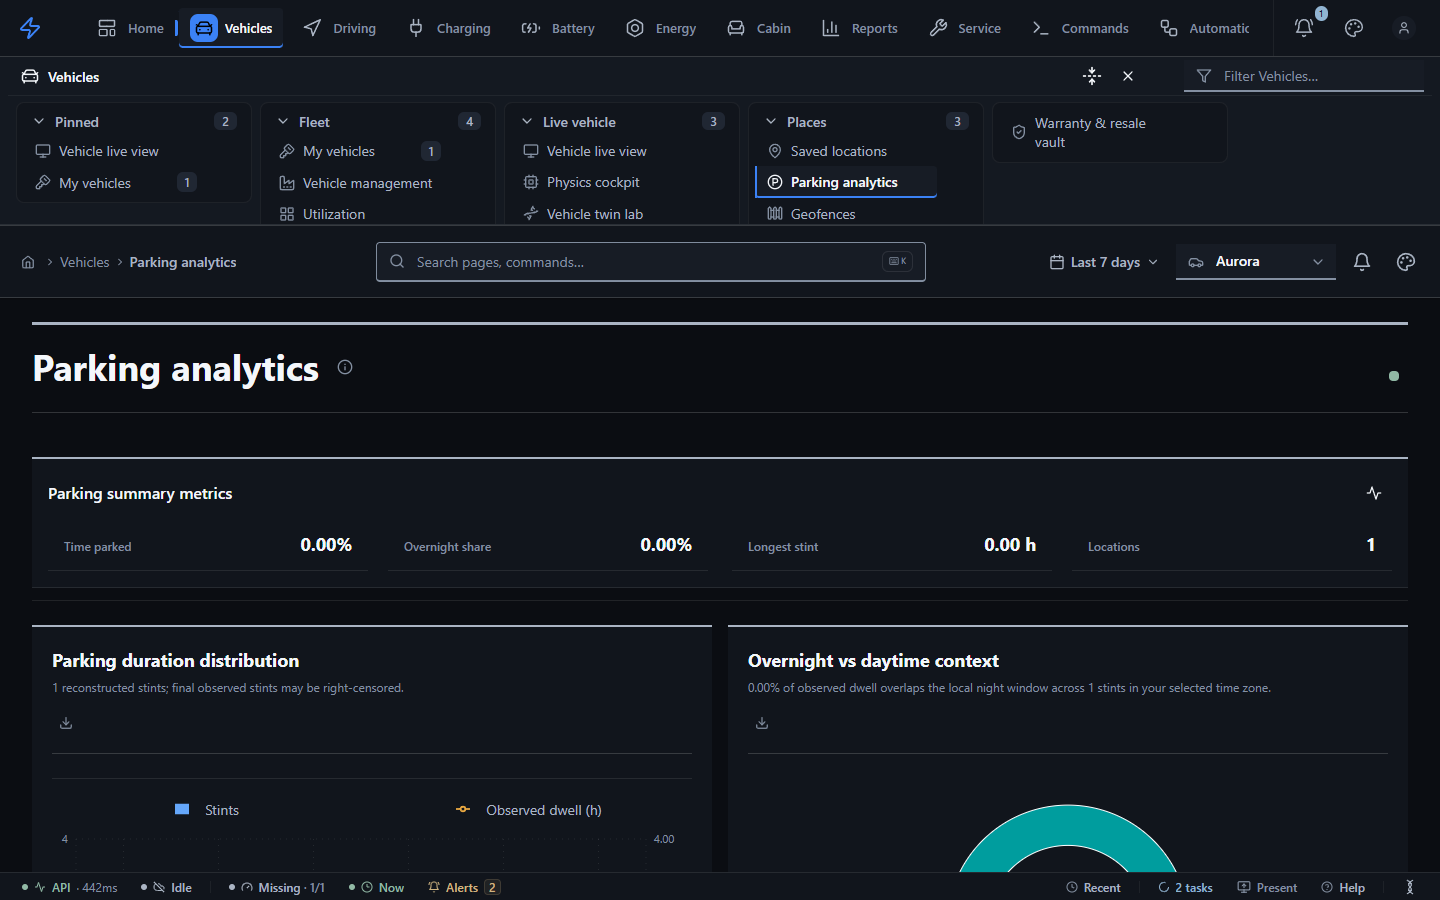 Home
Vehicles
Driving
Charging
Battery
Energy
Cabin
Reports
Service
Commands
Automatic
1
Vehicles
Filter Vehicles...
Pinned 2
Vehicle live view
My vehicles 1
Fleet 4
My vehicles 1
Vehicle management
Utilization
Live vehicle 3
Vehicle live view
Physics cockpit
Vehicle twin lab
Places 3
Saved locations
Parking analytics
Geofences
Warranty & resale
vault
Vehicles
Parking analytics
Search pages, commands...
K
Last 7 days
Aurora
Parking analytics
Parking summary metrics
Time parked 0.00%
Overnight share 0.00%
Longest stint 0.00 h
Locations 1
Parking duration distribution
1 reconstructed stints; final observed stints may be right-censored.
Stints
Observed dwell (h)
4
4.00
Overnight vs daytime context
0.00% of observed dwell overlaps the local night window across 1 stints in your selected time zone.
API · 442ms
Idle
Missing · 1/1
Now
Alerts 2
Recent
2 tasks
Present
Help